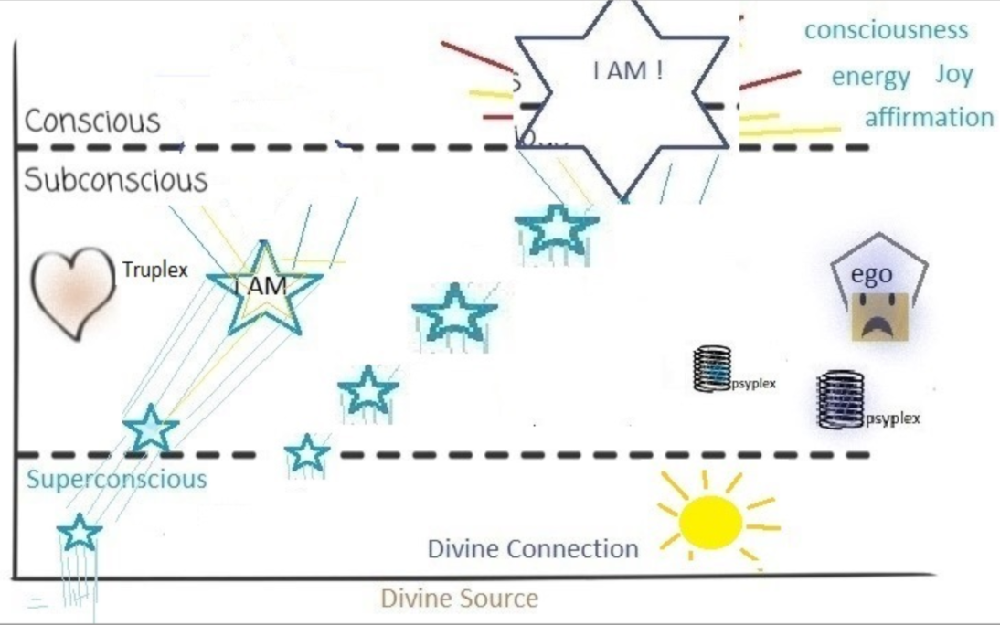 consciousness
I AM !
energy Joy
affirmation
Conscious
Subconscious
Truplex
I AM
ego
psyplex
psyplex
Superconscious
Divine Connection
Divine Source